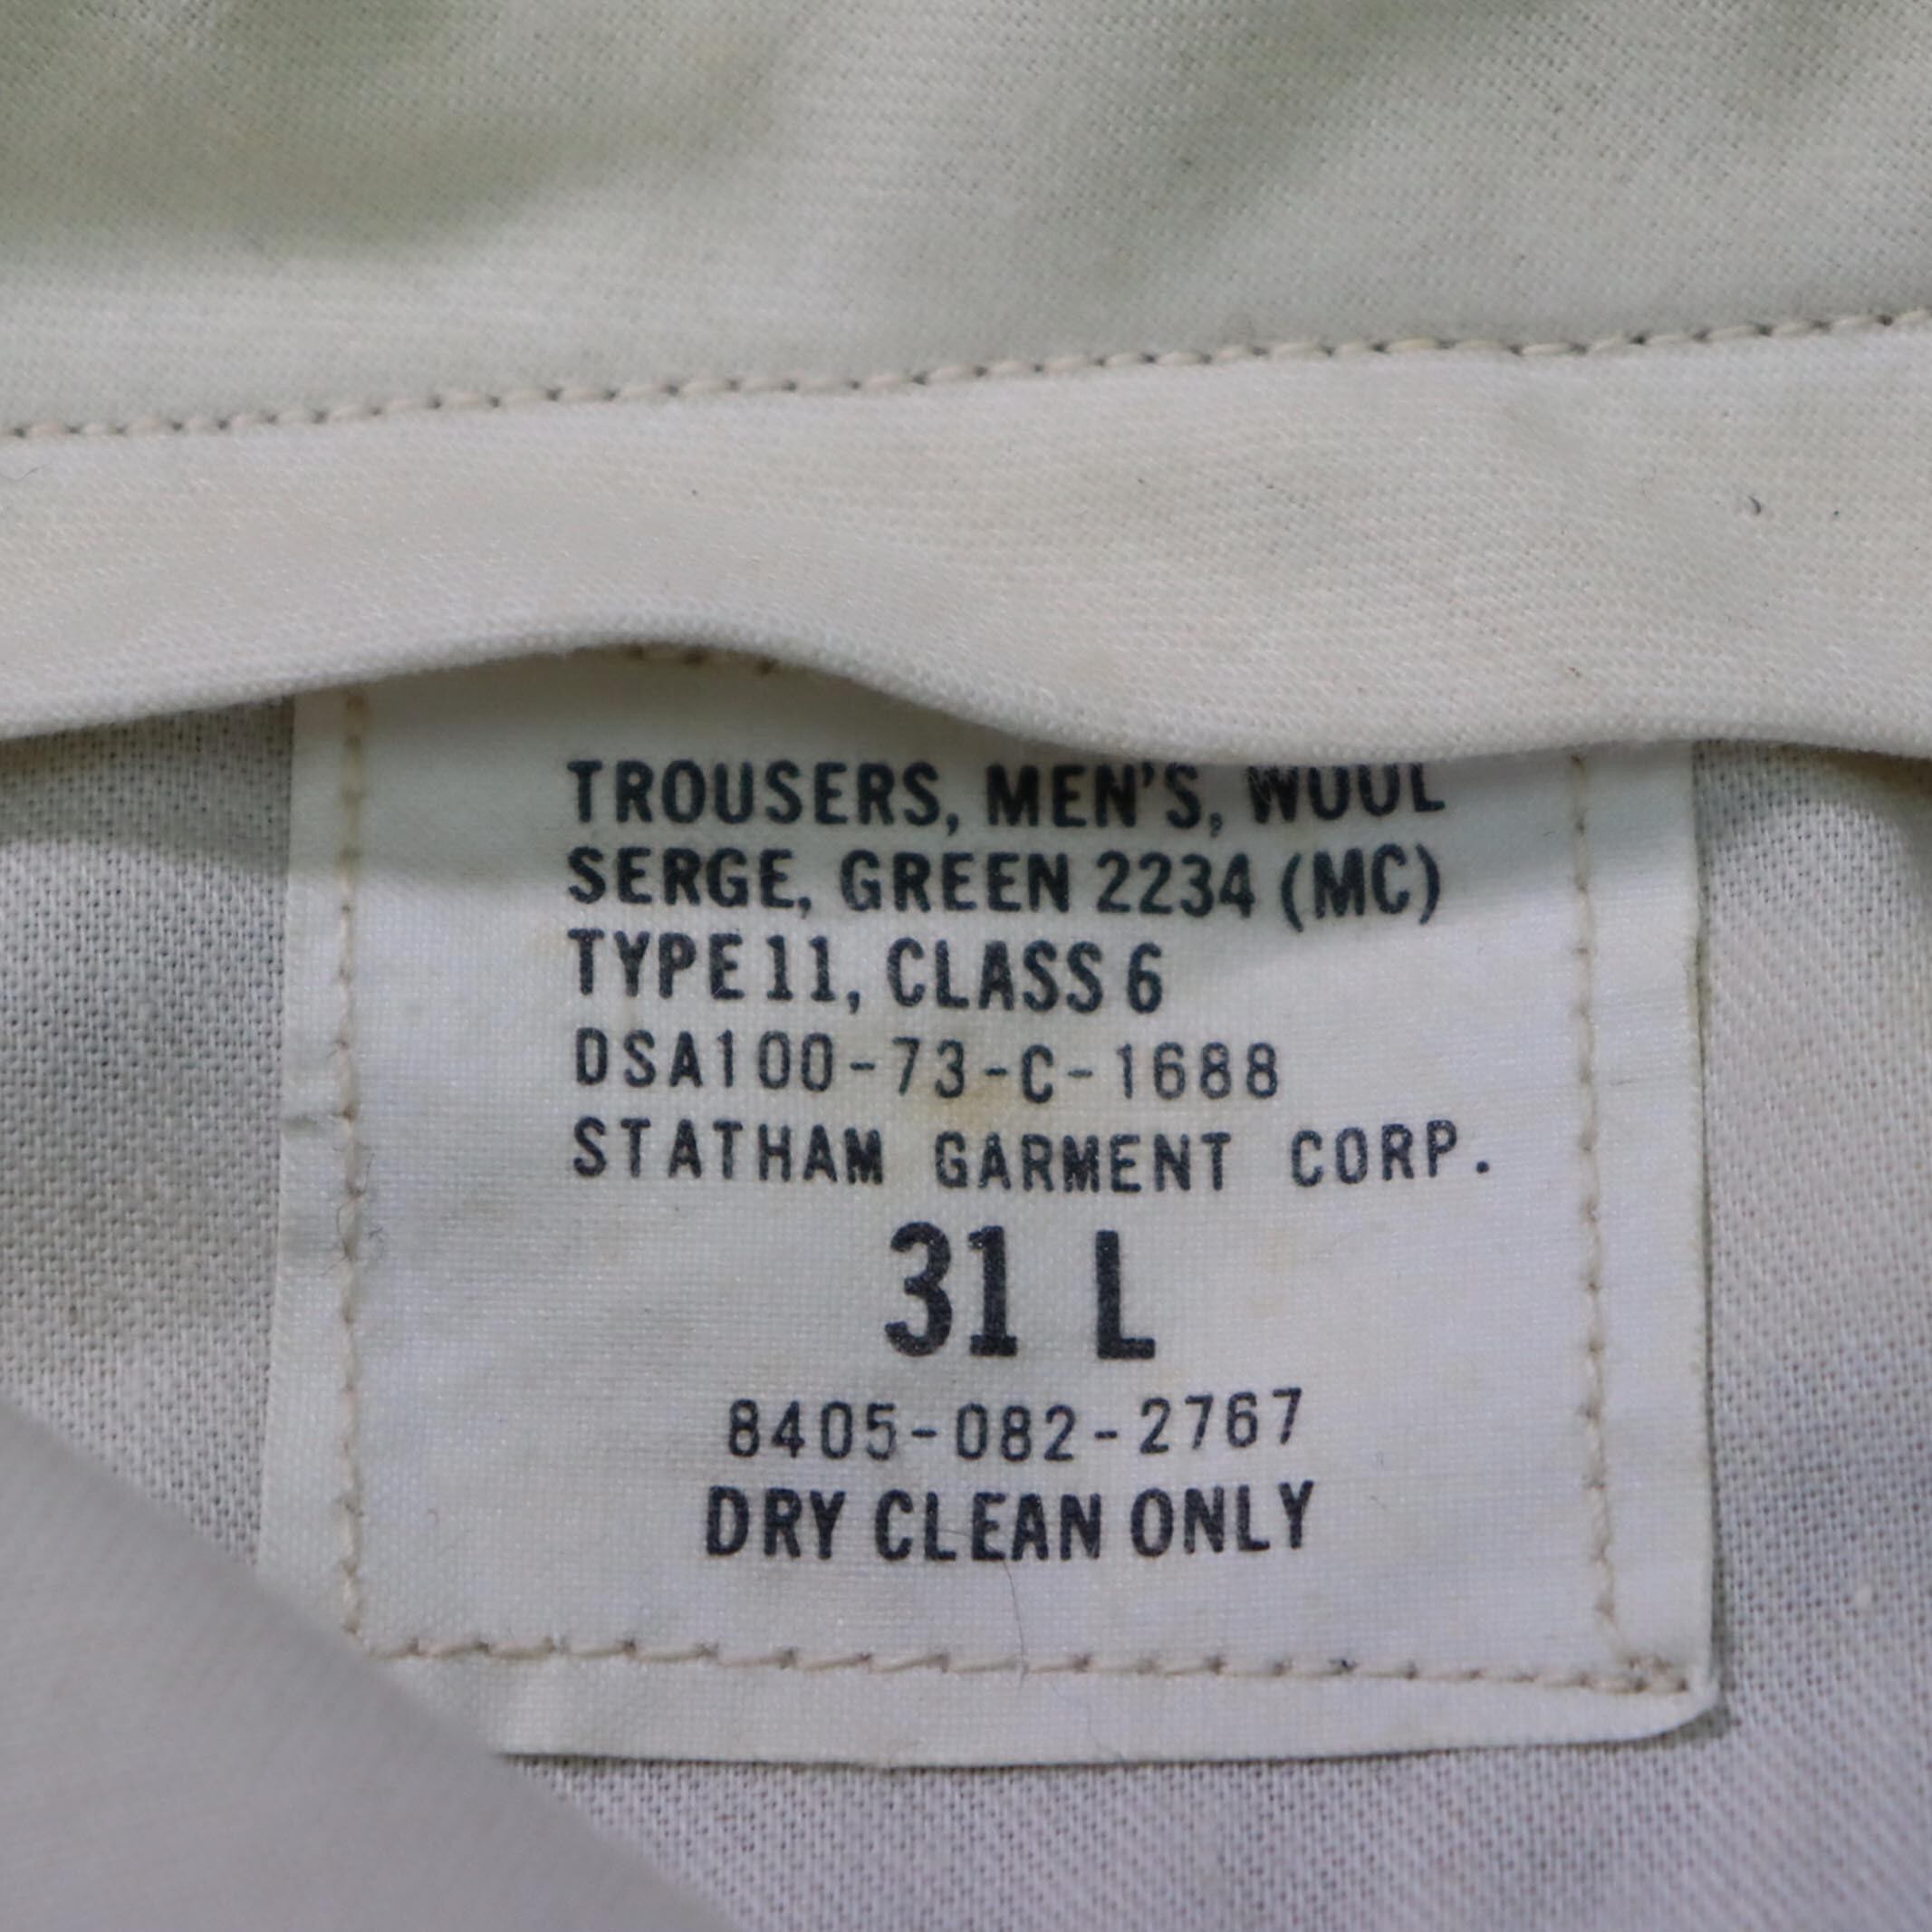 TROUSERS, MEN'S, WOOL
SERGE, GREEN 2234 (MC)
TYPE 11, CLASS 6
DSA100-73-C-1688
STATHAM GARMENT CORP.
31 L
8405-082-2767
DRY CLEAN ONLY